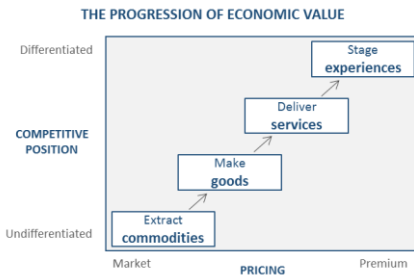 THE PROGRESSION OF ECONOMIC VALUE
Differentiated
Stage
experiences
Deliver
services
COMPETITIVE
POSITION
Make
goods
Extract
commodities
Undifferentiated
Market
Premium
PRICING